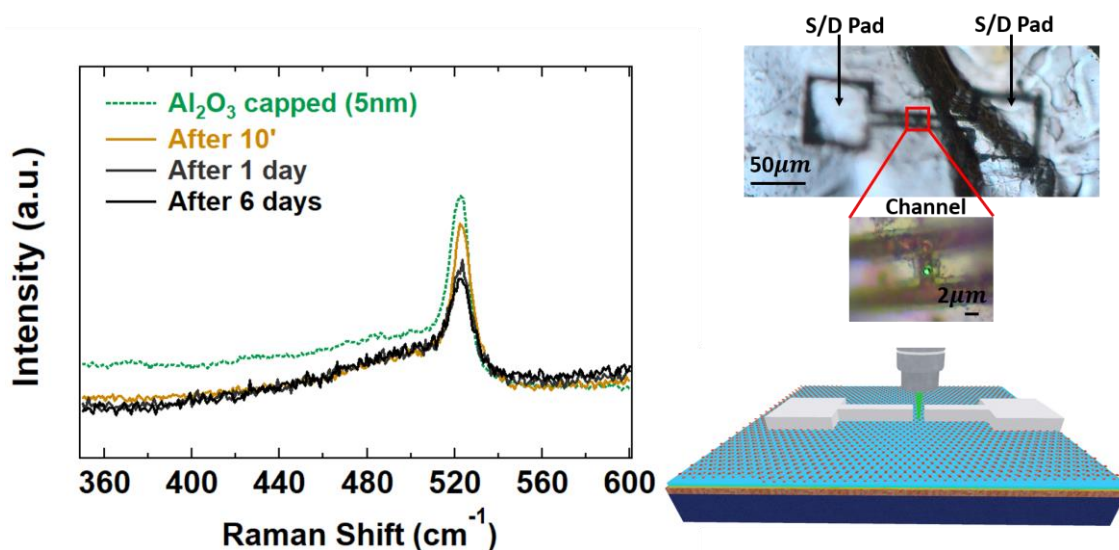 Al₂O₃ capped (5nm)
After 10'
After 1 day
After 6 days
Intensity (a.u.)
360 400 440 480 520 560 600
Raman Shift (cm⁻¹)
S/D Pad S/D Pad
50μm
Channel
2μm